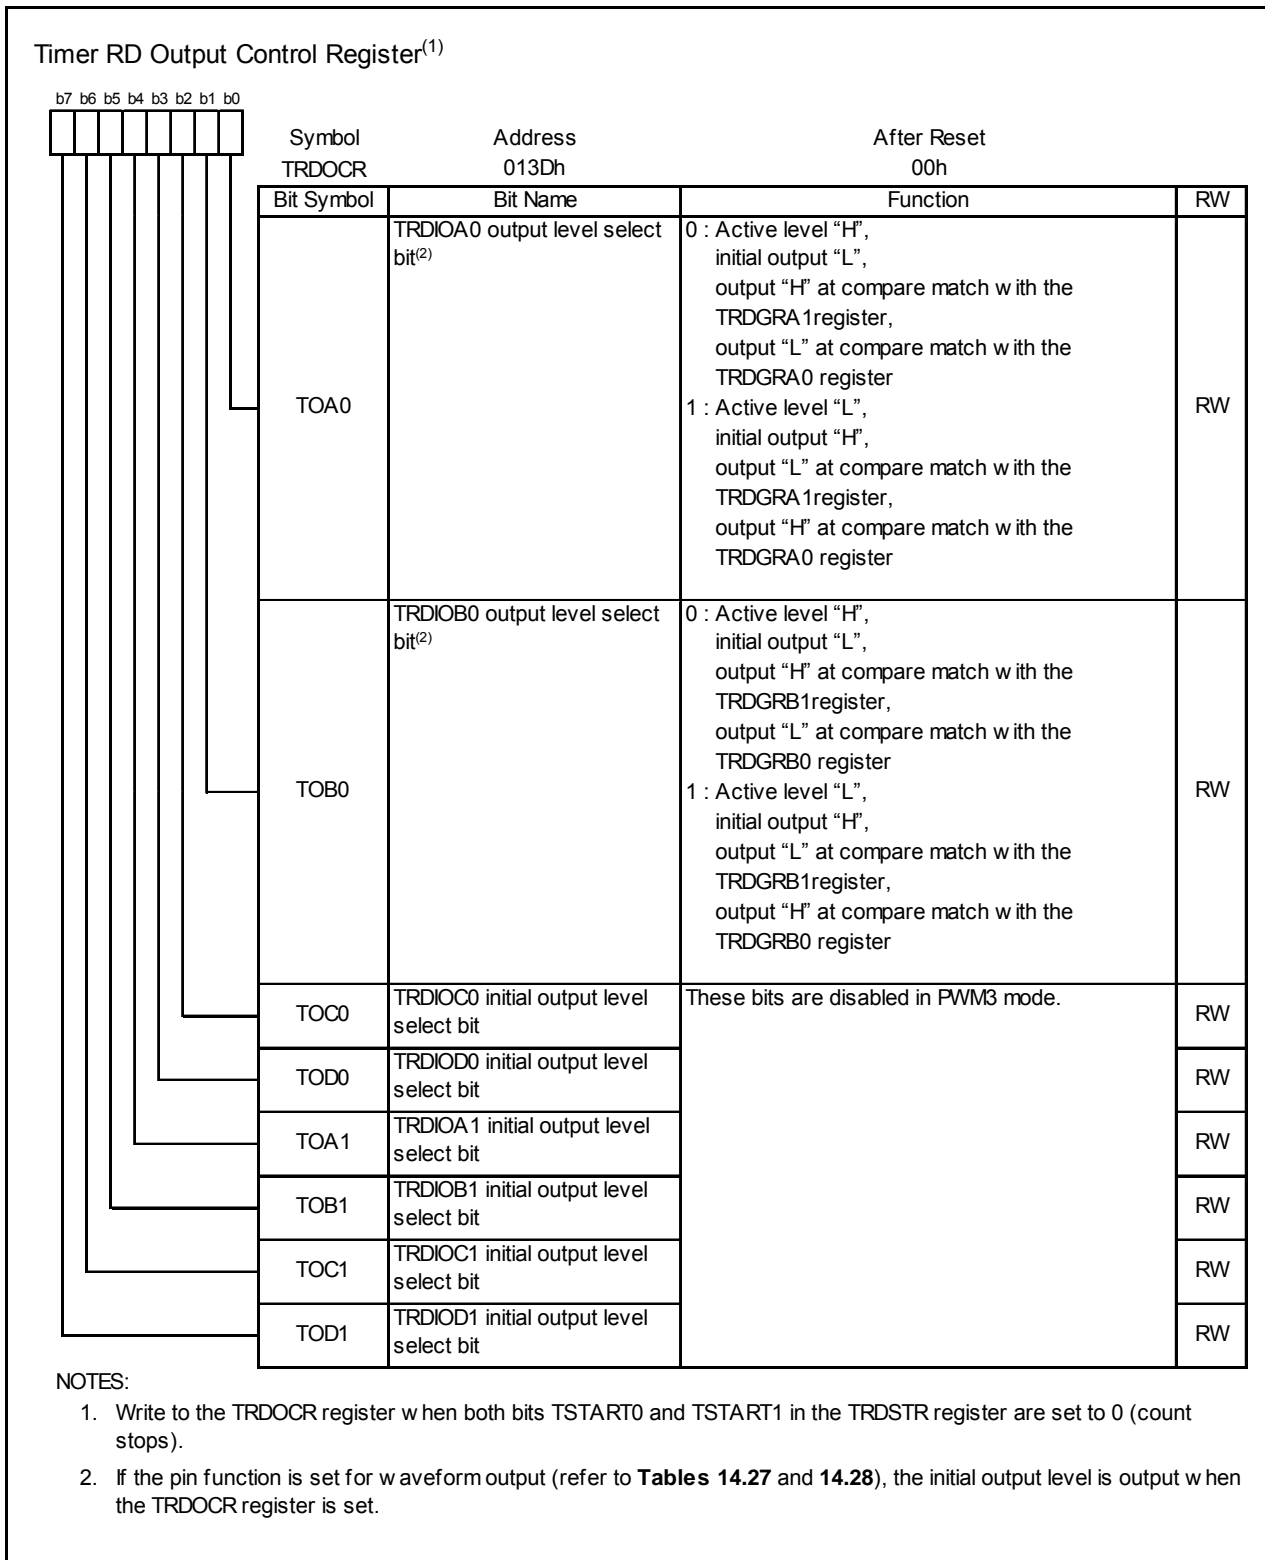 Timer RD Output Control Register(1)
b7 b6 b5 b4 b3 b2 b1 b0
Symbol Address After Reset
TRDOCR 013Dh 00h
Bit Symbol Bit Name Function RW
TOA0
TRDIOA0 output level select
bit(2)
0 : Active level “H”,
initial output “L”,
output “H” at compare match with the
TRDGRA1register,
output “L” at compare match with the
TRDGRA0 register
1 : Active level “L”,
initial output “H”,
output “L” at compare match with the
TRDGRA1register,
output “H” at compare match with the
TRDGRA0 register
RW
TOB0
TRDIOB0 output level select
bit(2)
0 : Active level “H”,
initial output “L”,
output “H” at compare match with the
TRDGRB1register,
output “L” at compare match with the
TRDGRB0 register
1 : Active level “L”,
initial output “H”,
output “L” at compare match with the
TRDGRB1register,
output “H” at compare match with the
TRDGRB0 register
RW
TOC0
TRDIOC0 initial output level
select bit
These bits are disabled in PWM3 mode.
RW
TOD0
TRDIOD0 initial output level
select bit
RW
TOA1
TRDIOA1 initial output level
select bit
RW
TOB1
TRDIOB1 initial output level
select bit
RW
TOC1
TRDIOC1 initial output level
select bit
RW
TOD1
TRDIOD1 initial output level
select bit
RW
NOTES:
1. Write to the TRDOCR register when both bits TSTART0 and TSTART1 in the TRDSTR register are set to 0 (count
stops).
2. If the pin function is set for waveform output (refer to Tables 14.27 and 14.28), the initial output level is output when
the TRDOCR register is set.